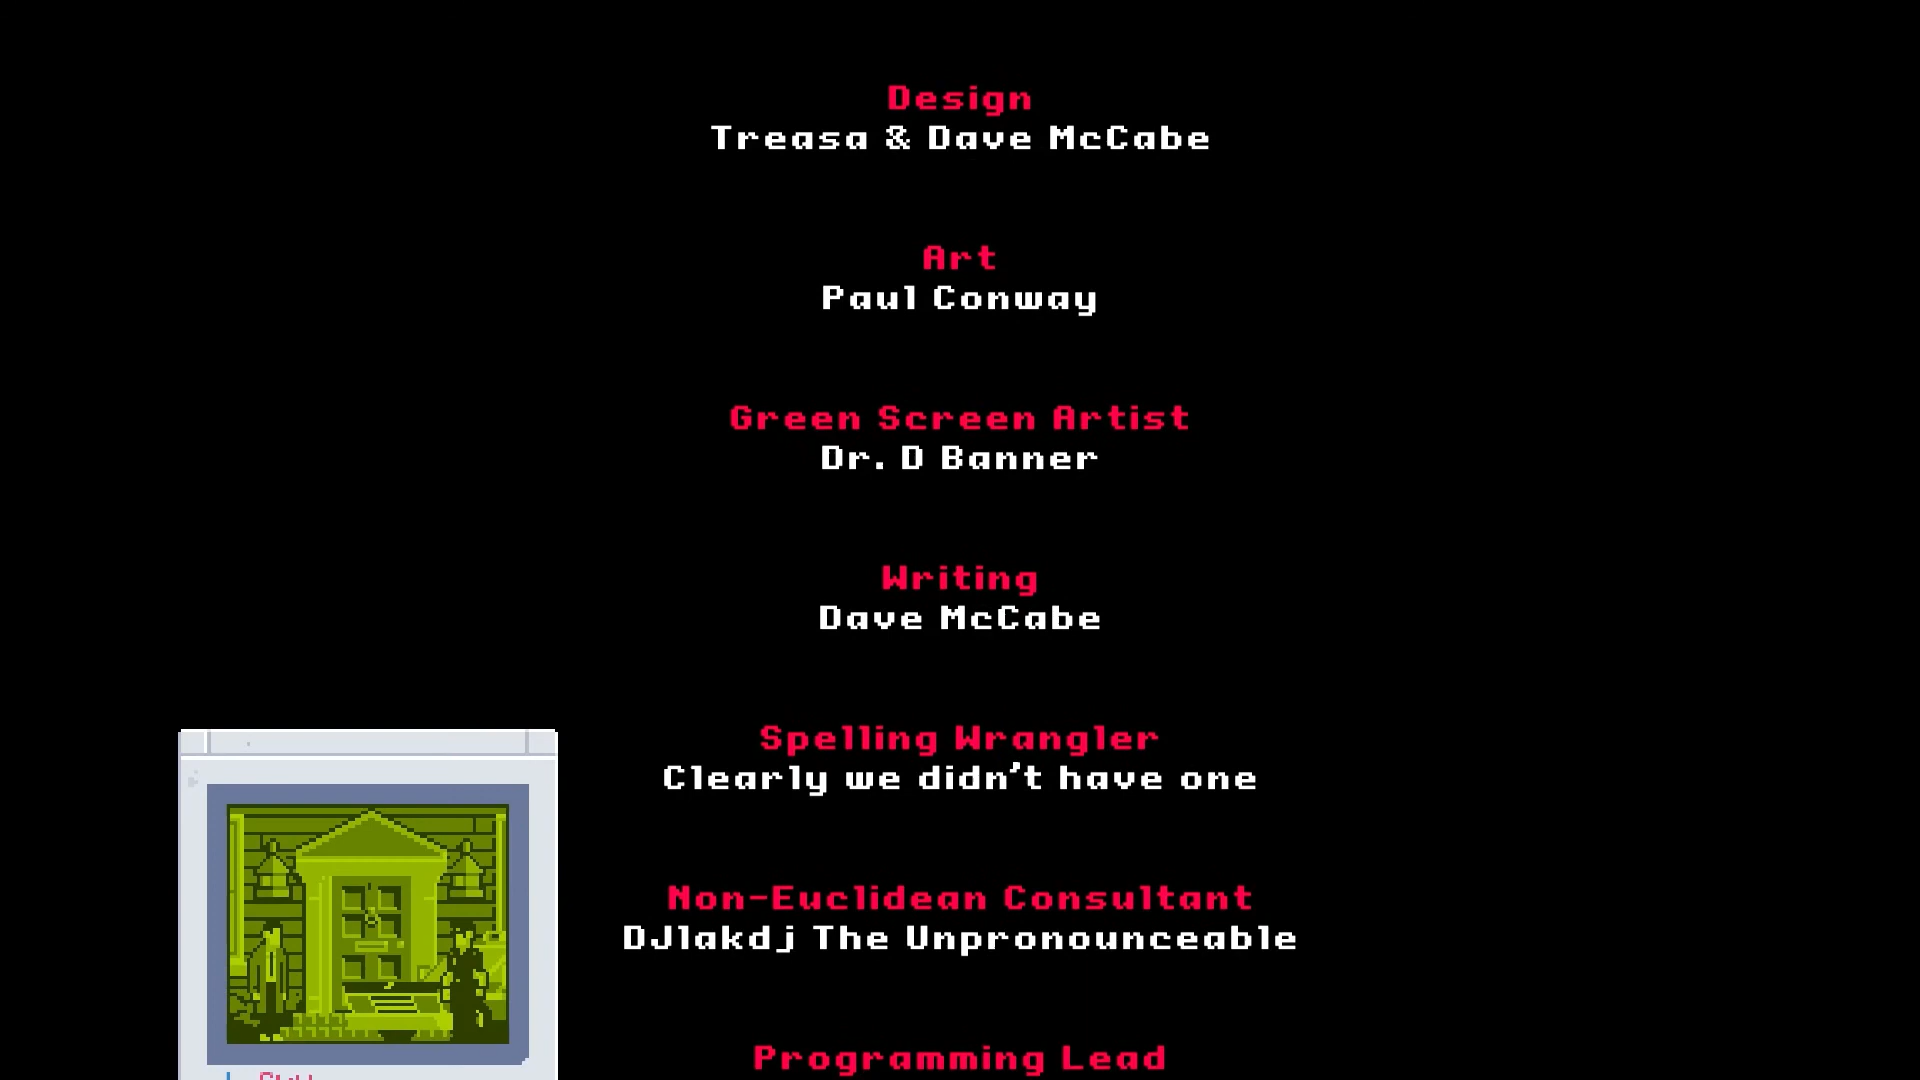 Design
Treasa & Dave McCabe
Art
Paul Conway
Green Screen Artist
Dr. D Banner
Writing
Dave McCabe
Spelling Wrangler
Clearly we didn't have one
Non-Euclidean Consultant
DJlakdj The Unpronounceable
Programming Lead